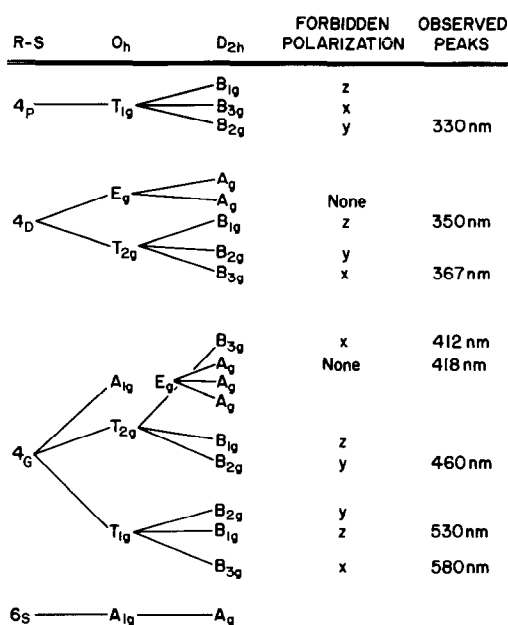 FORBIDDEN OBSERVED
R-S Oh D2h POLARIZATION PEAKS
B1g z
4P T1g B3g x
B2g y 330nm
Ag
Eg Ag None
4D B1g z 350nm
T2g B2g y
B3g x 367nm
B3g x 412nm
Ag None 418nm
A1g Eg Ag
Ag
T2g B1g z
4G B2g y 460nm
B2g y
T1g B1g z 530nm
B3g x 580nm
6S A1g Ag